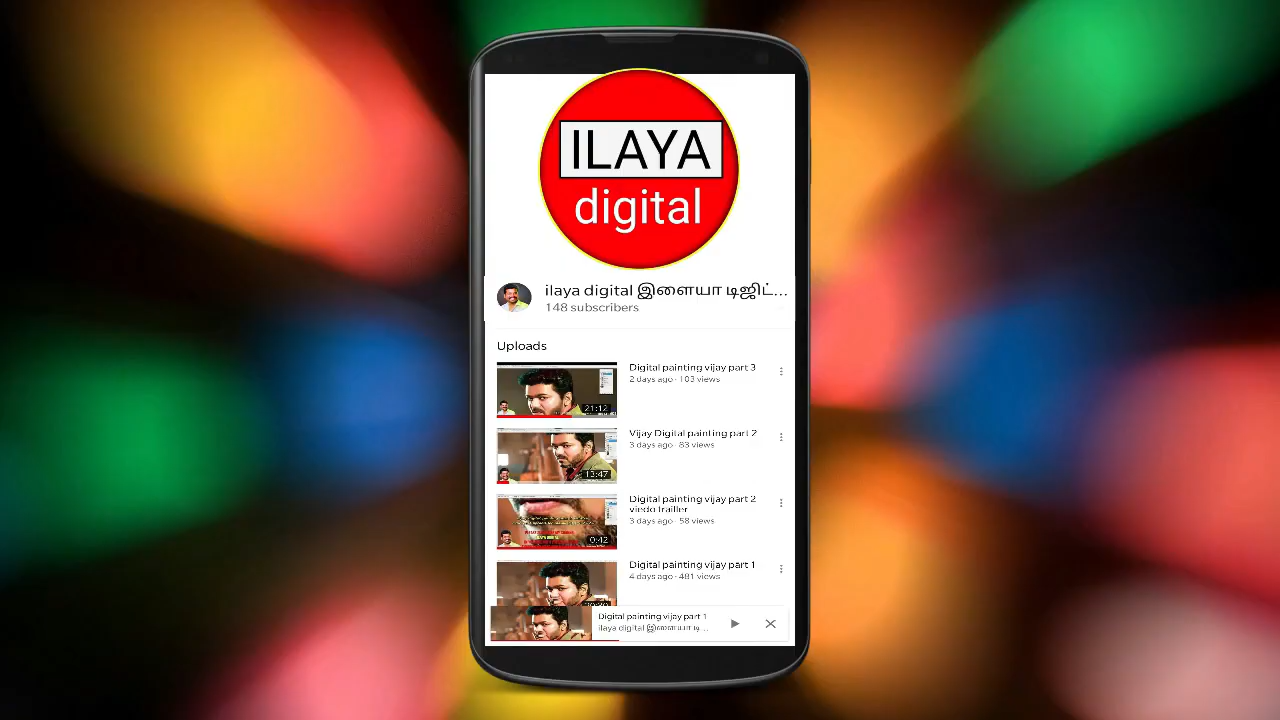 ILAYA
digital
ilaya digital இளையா டிஜிட்...
148 subscribers
Uploads
Digital painting vijay part 3
2 days ago · 103 views
21:12
Vijay Digital painting part 2
3 days ago · 83 views
13:47
Digital painting vijay part 2
viedo trailler
3 days ago · 58 views
0:42
Digital painting vijay part 1
4 days ago · 481 views
Digital painting vijay part 1
ilaya digital இளையா டி...